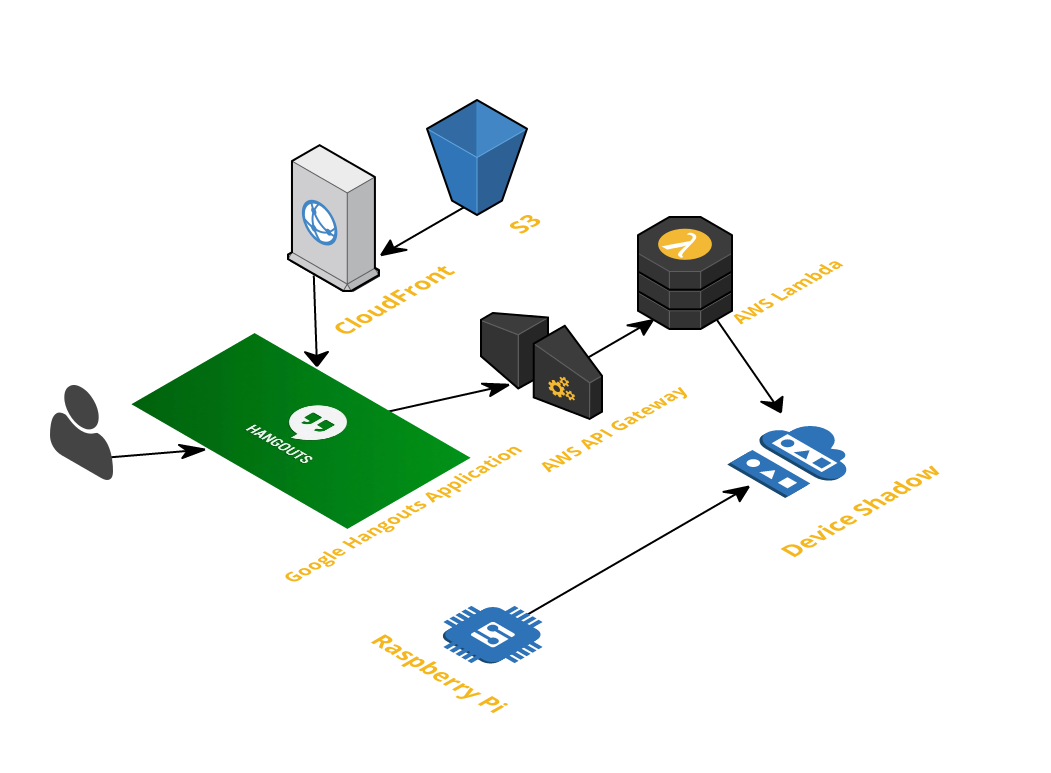 S3
CloudFront
AWS Lambda
HANGOUTS
AWS API Gateway
Google Hangouts Application
Device Shadow
Raspberry Pi